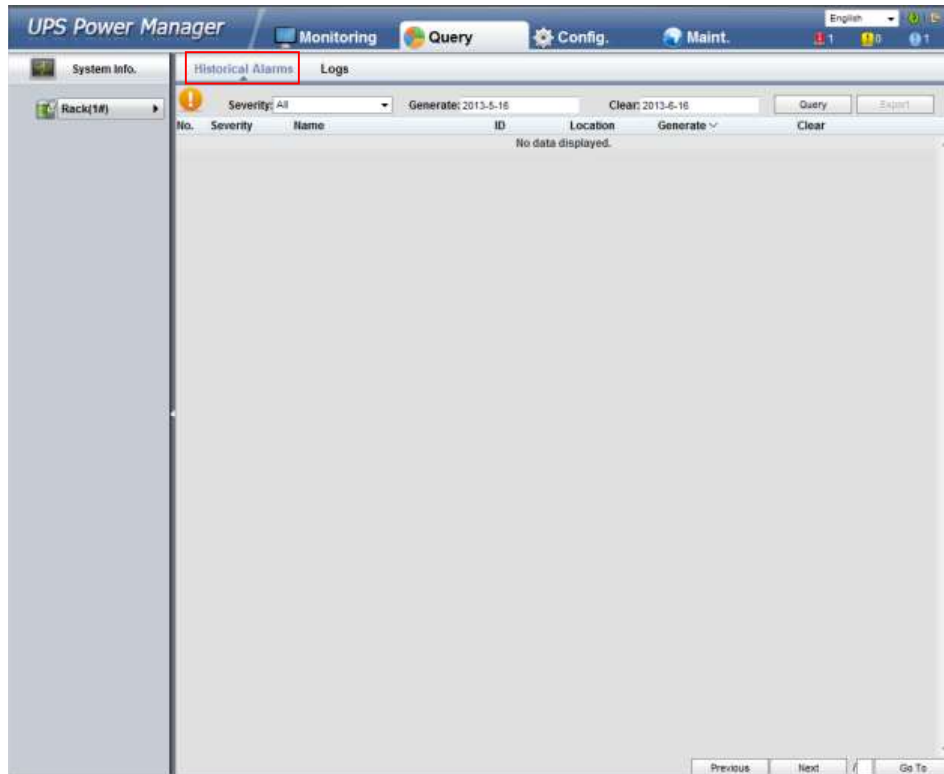 UPS Power Manager
Monitoring
Query
Config.
Maint.
English
1
0
1
System Info.
Historical Alarms
Logs
Rack(1#)
Severity: All
Generate: 2013-5-16
Clear: 2013-6-16
Query
Export
No. Severity Name ID Location Generate Clear
No data displayed.
Previous
Next
/
Go To